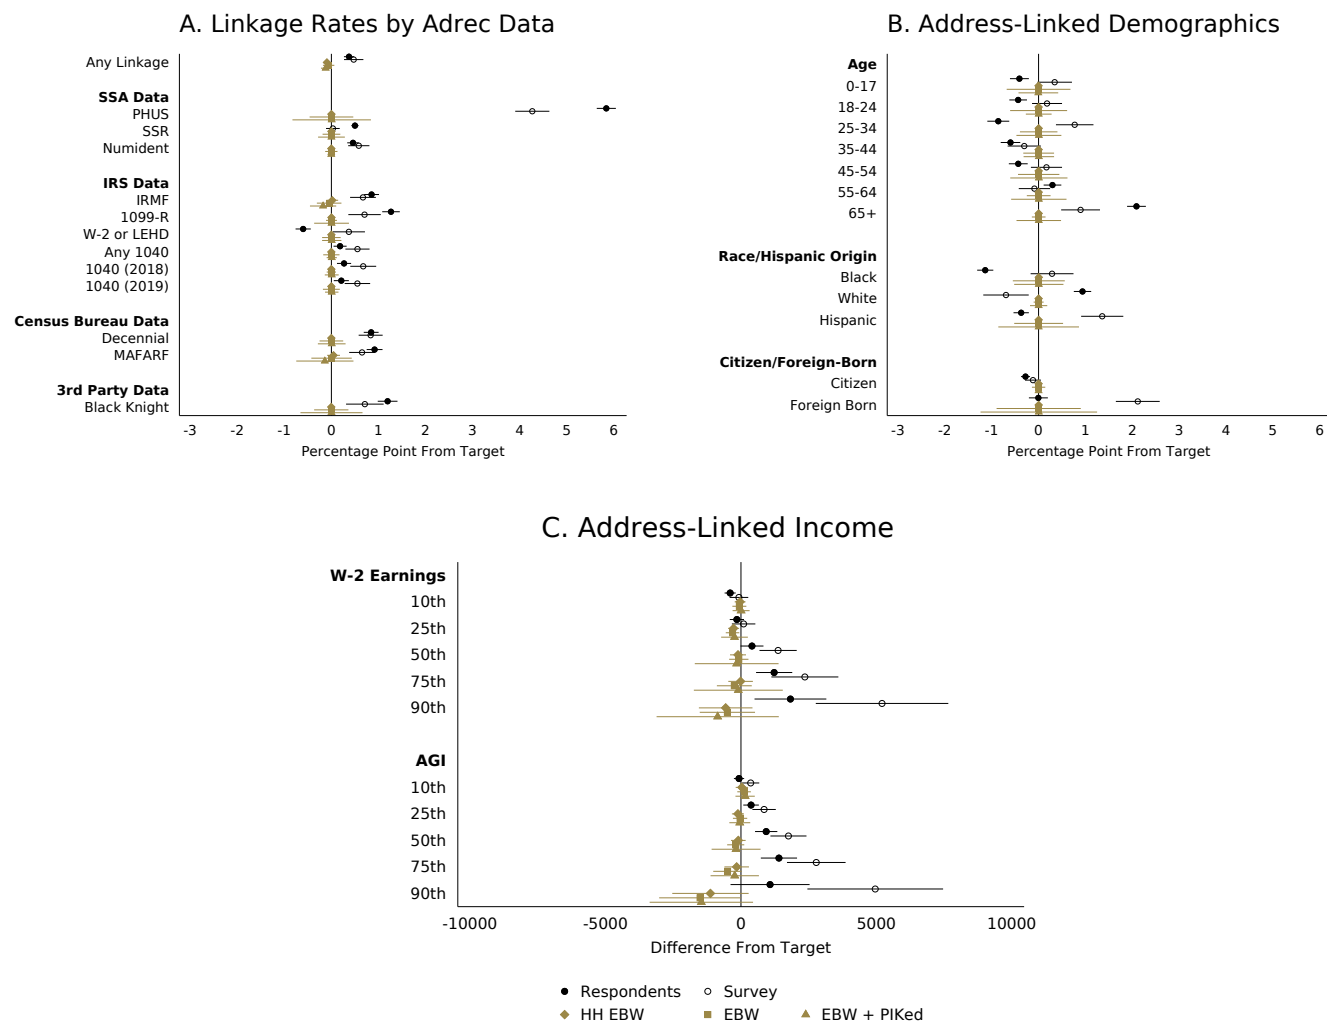 A. Linkage Rates by Adrec Data
Any Linkage
SSA Data
PHUS
SSR
Numident
IRS Data
IRMF
1099-R
W-2 or LEHD
Any 1040
1040 (2018)
1040 (2019)
Census Bureau Data
Decennial
MAFARF
3rd Party Data
Black Knight
-3 -2 -1 0 1 2 3 4 5 6
Percentage Point From Target
B. Address-Linked Demographics
Age
0-17
18-24
25-34
35-44
45-54
55-64
65+
Race/Hispanic Origin
Black
White
Hispanic
Citizen/Foreign-Born
Citizen
Foreign Born
-3 -2 -1 0 1 2 3 4 5 6
Percentage Point From Target
C. Address-Linked Income
W-2 Earnings
10th
25th
50th
75th
90th
AGI
10th
25th
50th
75th
90th
-10000 -5000 0 5000 10000
Difference From Target
Respondents Survey
HH EBW EBW EBW + PIKed